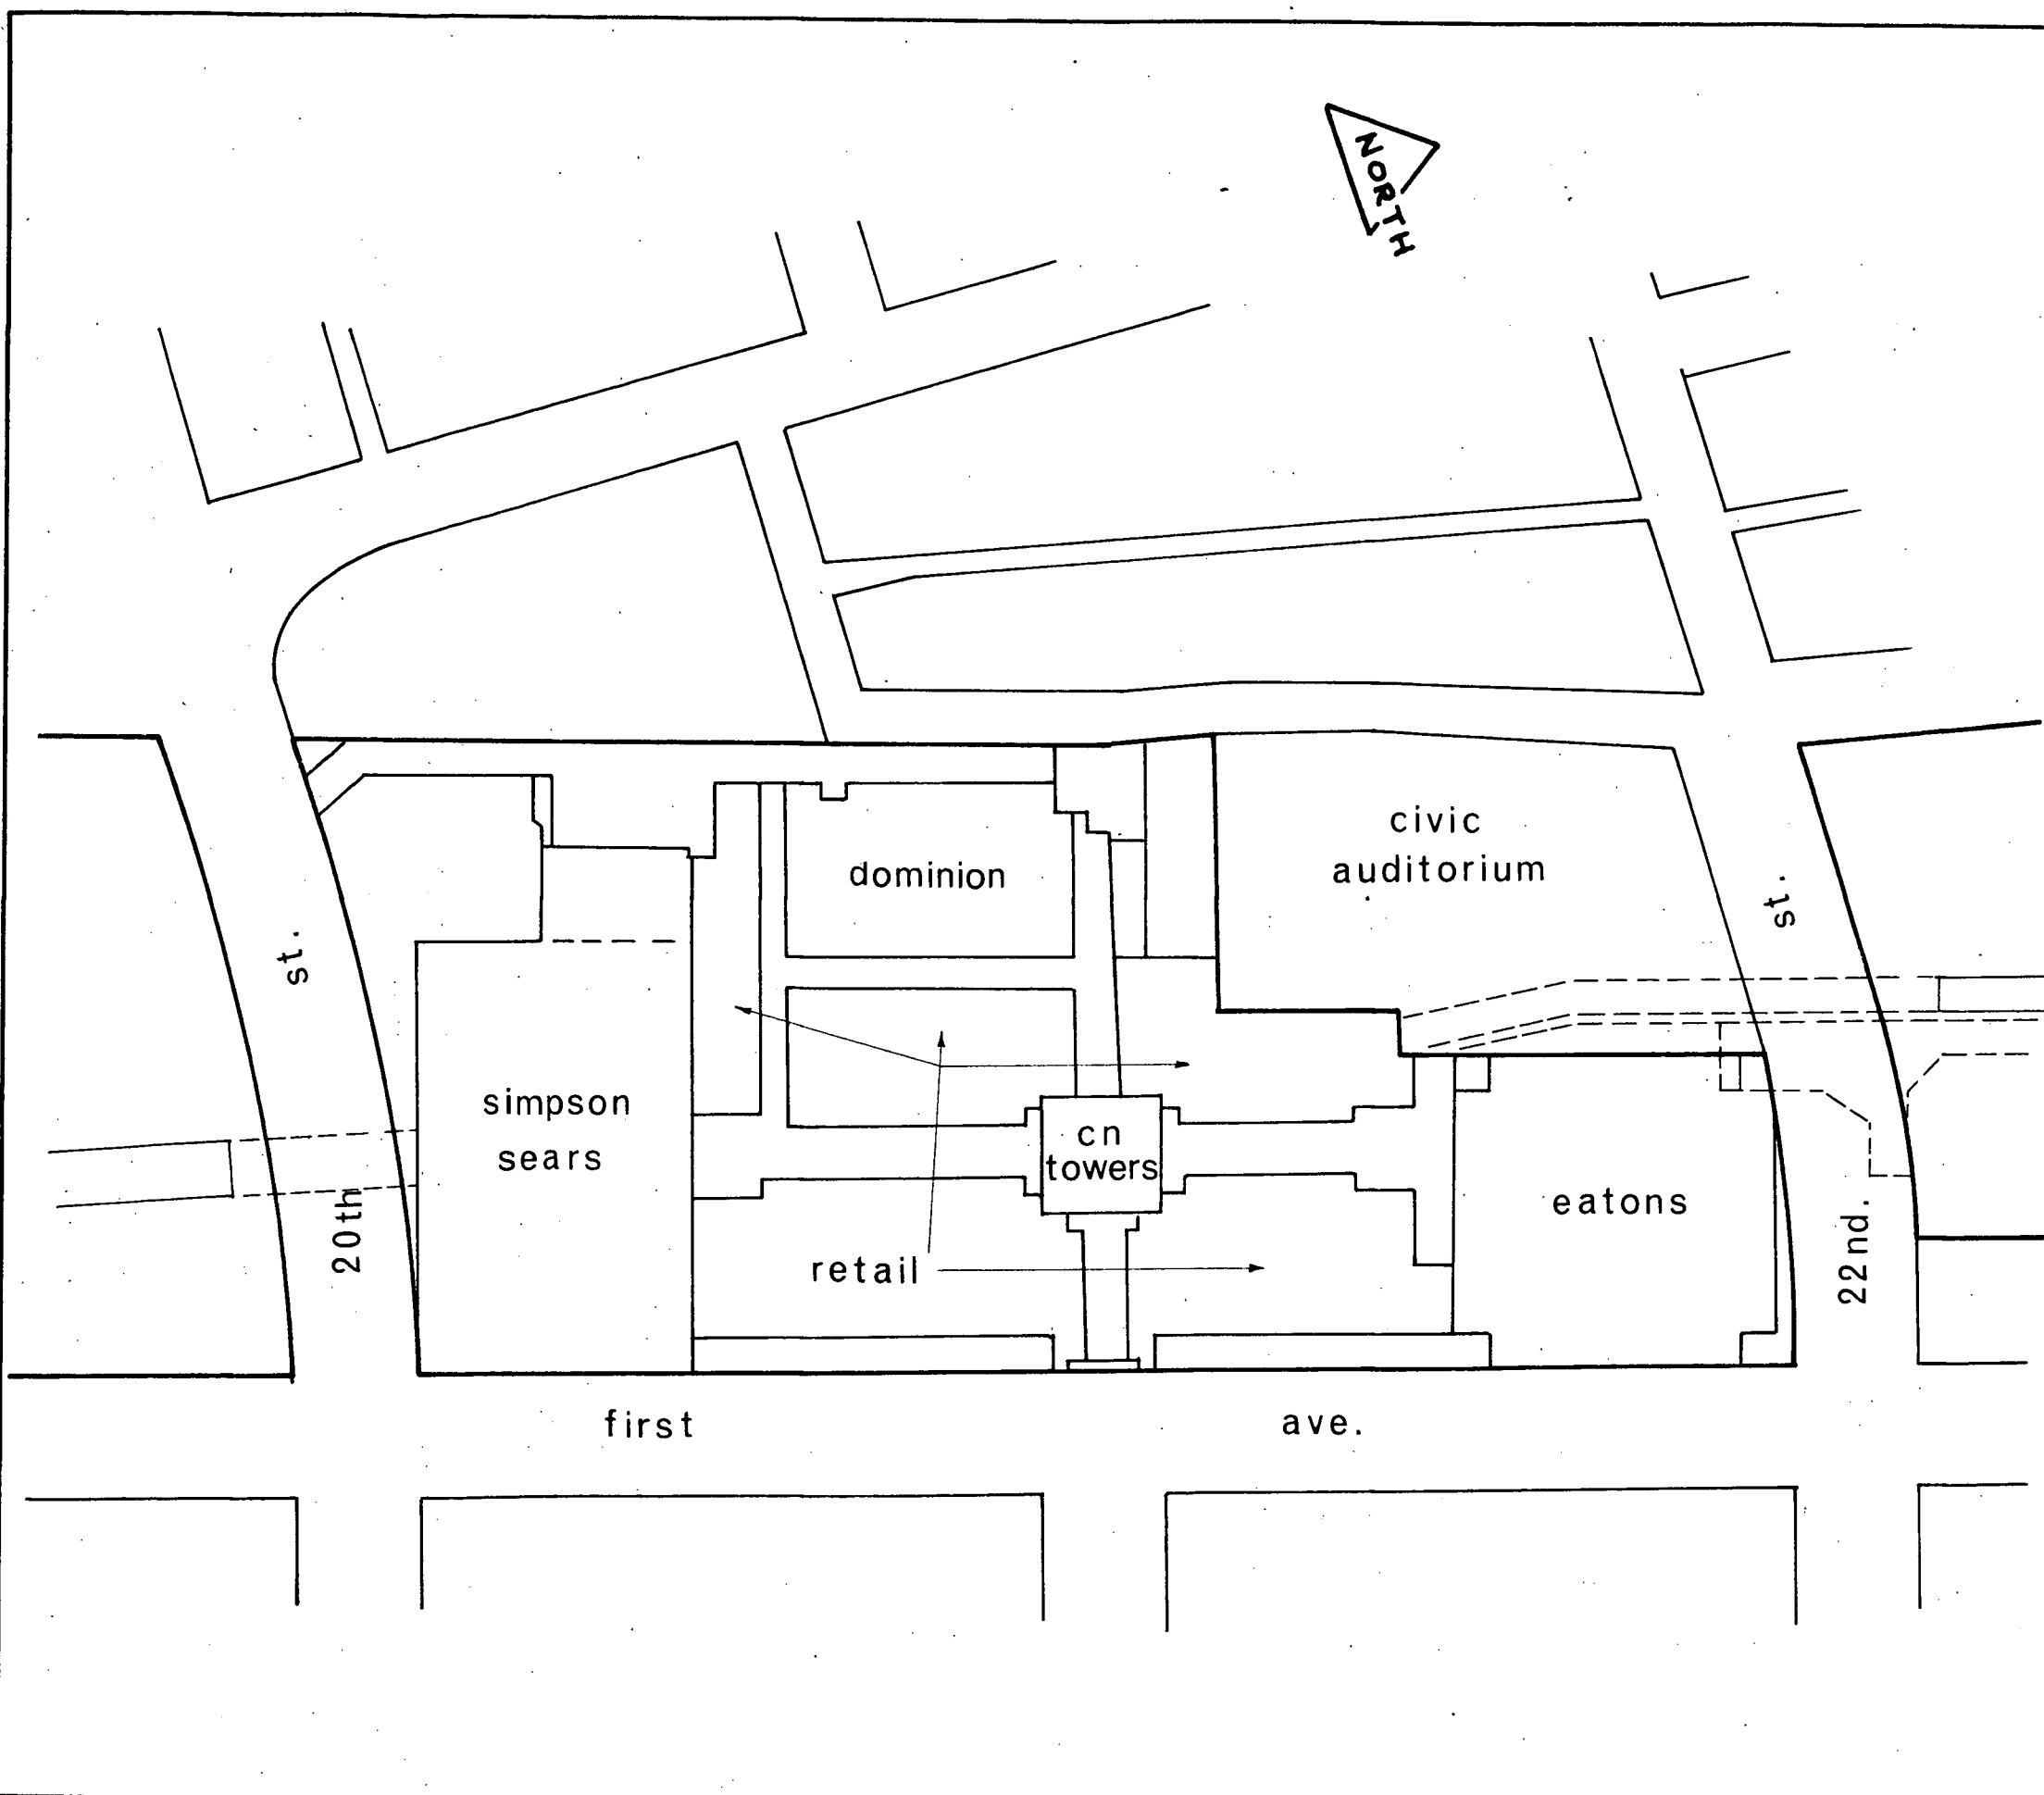 NORTH
civic
auditorium
dominion
st.
st.
simpson
sears
cn
towers
eatons
20th
22nd.
retail
first ave.